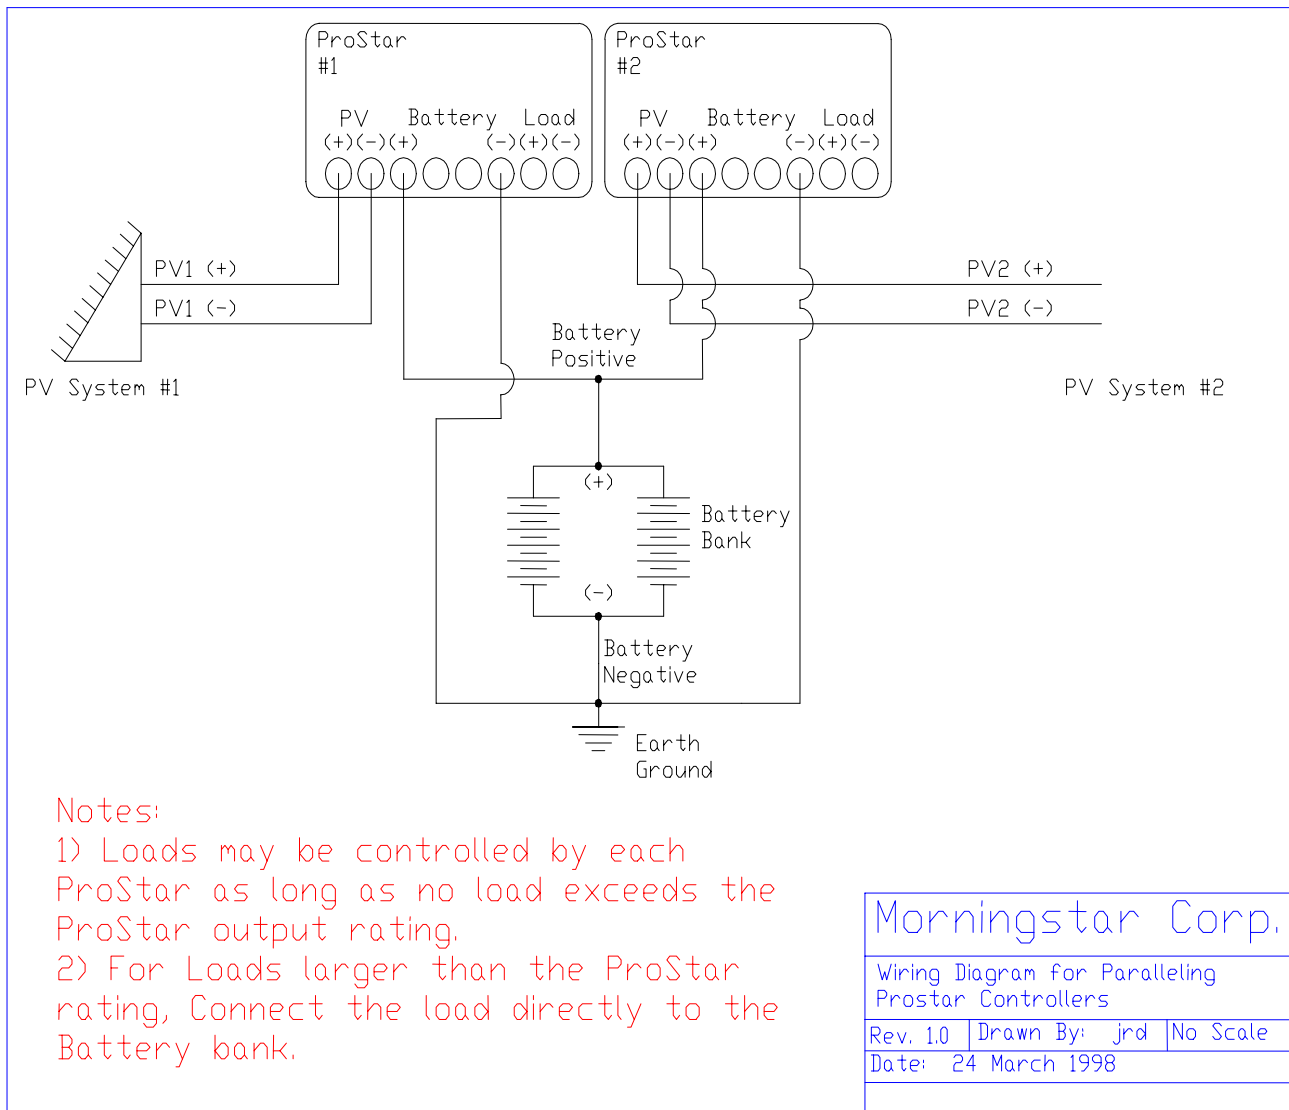 ProStar
#1
PV Battery Load
(+) (-) (+) (-) (+) (-)
ProStar
#2
PV Battery Load
(+) (-) (+) (-) (+) (-)
PV1 (+)
PV1 (-)
PV System #1
PV2 (+)
PV2 (-)
PV System #2
Battery
Positive
(+)
Battery
Bank
(-)
Battery
Negative
Earth
Ground
Notes:
1) Loads may be controlled by each
ProStar as long as no load exceeds the
ProStar output rating.
2) For Loads larger than the ProStar
rating, Connect the load directly to the
Battery bank.
Morningstar Corp.
Wiring Diagram for Paralleling
Prostar Controllers
Rev. 1.0 Drawn By: jrd No Scale
Date: 24 March 1998